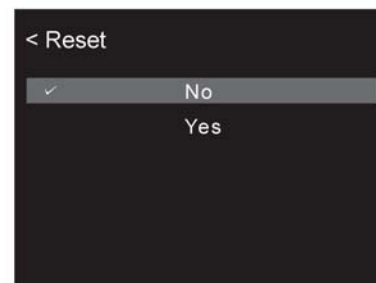 < Reset
✓ No
Yes